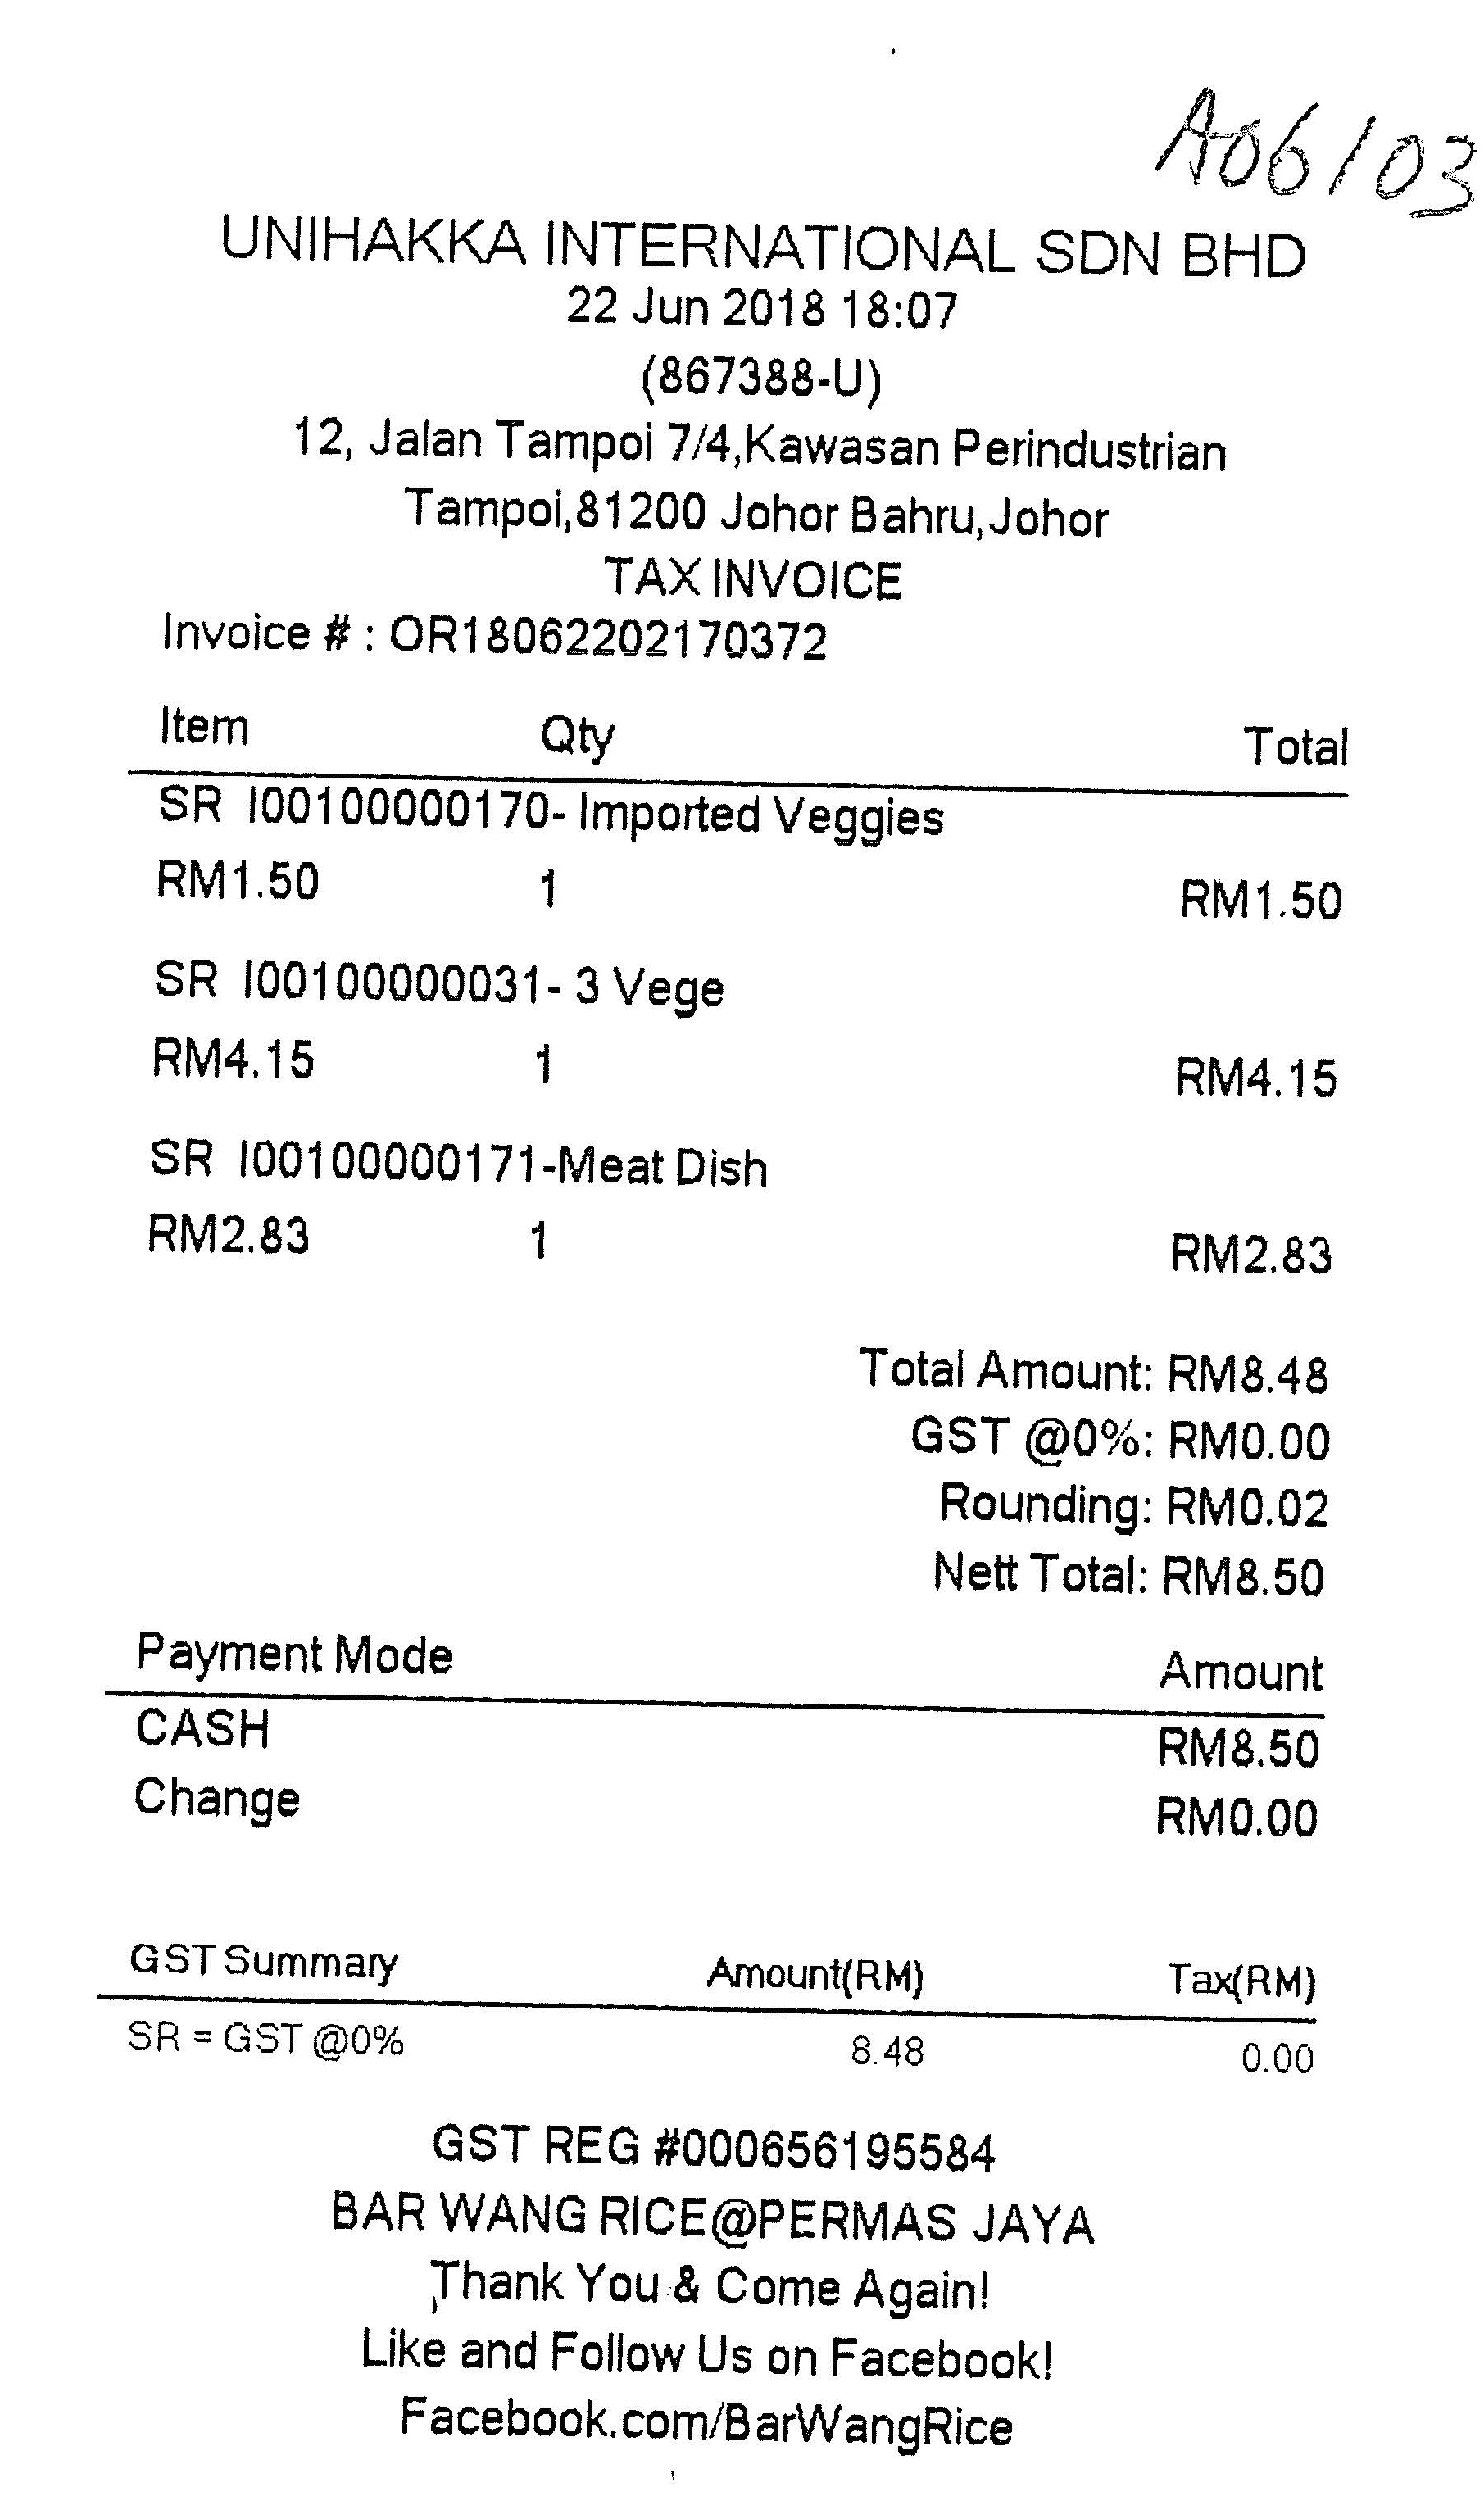 A06/03
UNIHAKKA INTERNATIONAL SDN BHD
22 Jun 2018 18:07
(867388-U)
12, Jalan Tampoi 7/4,Kawasan Perindustrian
Tampoi,81200 Johor Bahru,Johor
TAX INVOICE
Invoice # : OR18062202170372
Item Qty Total
SR I00100000170- Imported Veggies
RM1.50 1 RM1.50
SR I00100000031- 3 Vege
RM4.15 1 RM4.15
SR I00100000171-Meat Dish
RM2.83 1 RM2.83
Total Amount: RM8.48
GST @0%: RM0.00
Rounding: RM0.02
Nett Total: RM8.50
Payment Mode Amount
CASH RM8.50
Change RM0.00
GST Summary Amount(RM) Tax(RM)
SR = GST @0% 8.48 0.00
GST REG #000656195584
BAR WANG RICE@PERMAS JAYA
Thank You & Come Again!
Like and Follow Us on Facebook!
Facebook.com/BarWangRice